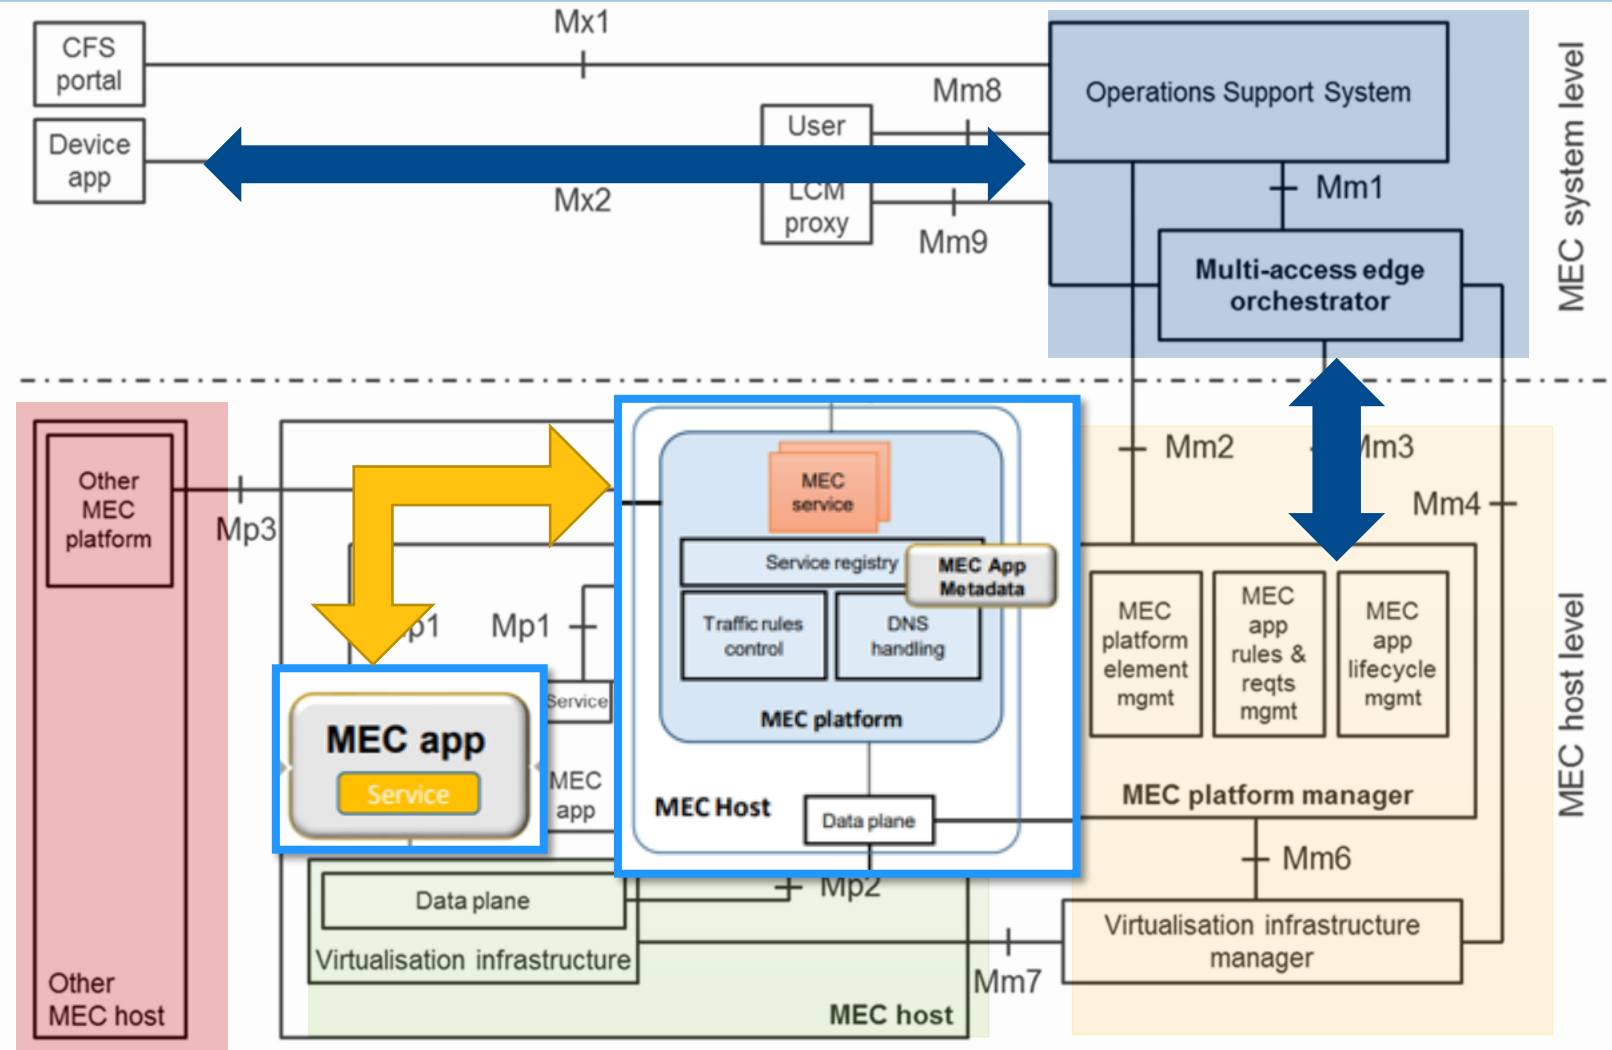 Mx1
CFS
portal
Mm8
Operations Support System
MEC system level
User
Device
app
LCM
proxy
Mx2
Mm1
Mm9
Multi-access edge
orchestrator
Mm2
Mm3
Mm4
Other
MEC
platform
Mp3
MEC
service
Service registry
MEC App
Metadata
Traffic rules
control
DNS
handling
MEC platform
MEC Host
Data plane
p1
Mp1
MEC
platform
element
mgmt
MEC
app
rules &
reqts
mgmt
MEC
app
lifecycle
mgmt
MEC host level
MEC app
Service
Service
MEC
app
MEC platform manager
Mm6
Mp2
Data plane
Virtualisation infrastructure
Virtualisation infrastructure
manager
Mm7
Other
MEC host
MEC host